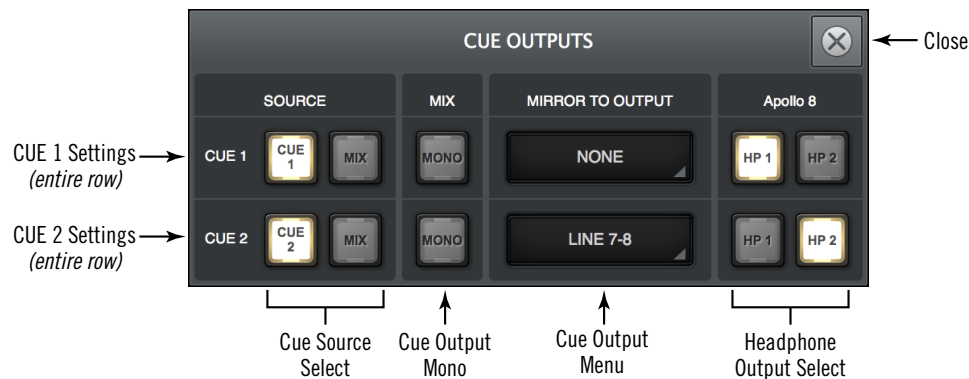 CUE OUTPUTS
Close
SOURCE MIX MIRROR TO OUTPUT Apollo 8
CUE 1 Settings
(entire row)
CUE 1 CUE 1 MIX MONO NONE HP 1 HP 2
CUE 2 Settings
(entire row)
CUE 2 CUE 2 MIX MONO LINE 7-8 HP 1 HP 2
Cue Source
Select
Cue Output
Mono
Cue Output
Menu
Headphone
Output Select